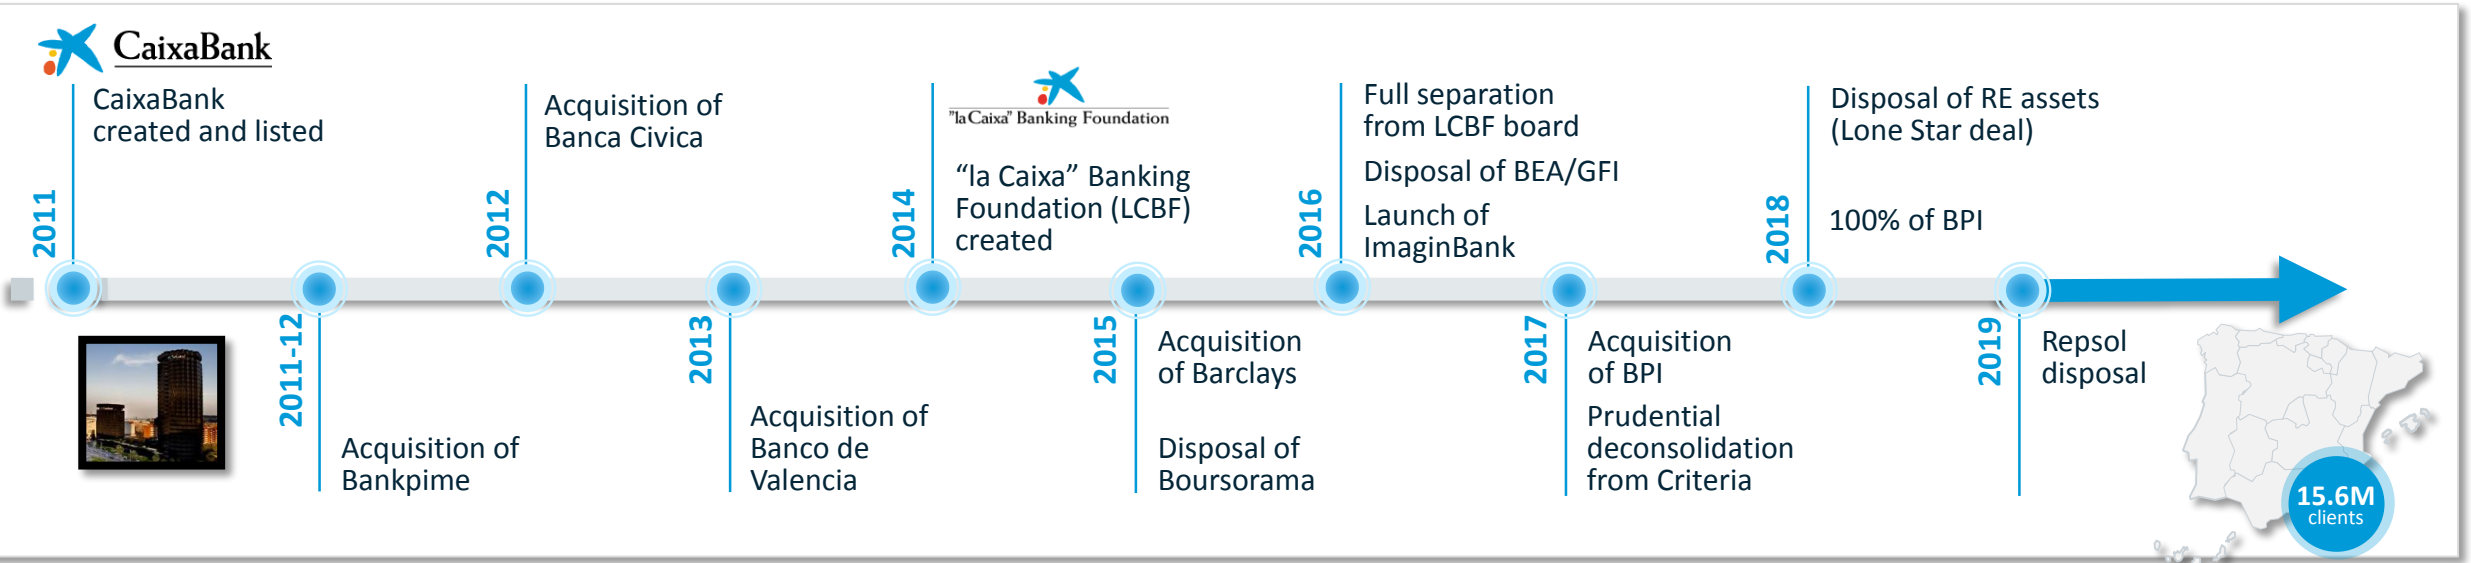 CaixaBank
2011
CaixaBank
created and listed
2011-12
Acquisition of
Bankpime
2012
Acquisition of
Banca Civica
2013
Acquisition of
Banco de
Valencia
2014
"la Caixa" Banking Foundation
“la Caixa” Banking
Foundation (LCBF)
created
2015
Acquisition
of Barclays
Disposal of
Boursorama
2016
Full separation
from LCBF board
Disposal of BEA/GFI
Launch of
ImaginBank
2017
Acquisition
of BPI
Prudential
deconsolidation
from Criteria
2018
Disposal of RE assets
(Lone Star deal)
100% of BPI
2019
Repsol
disposal
15.6M
clients